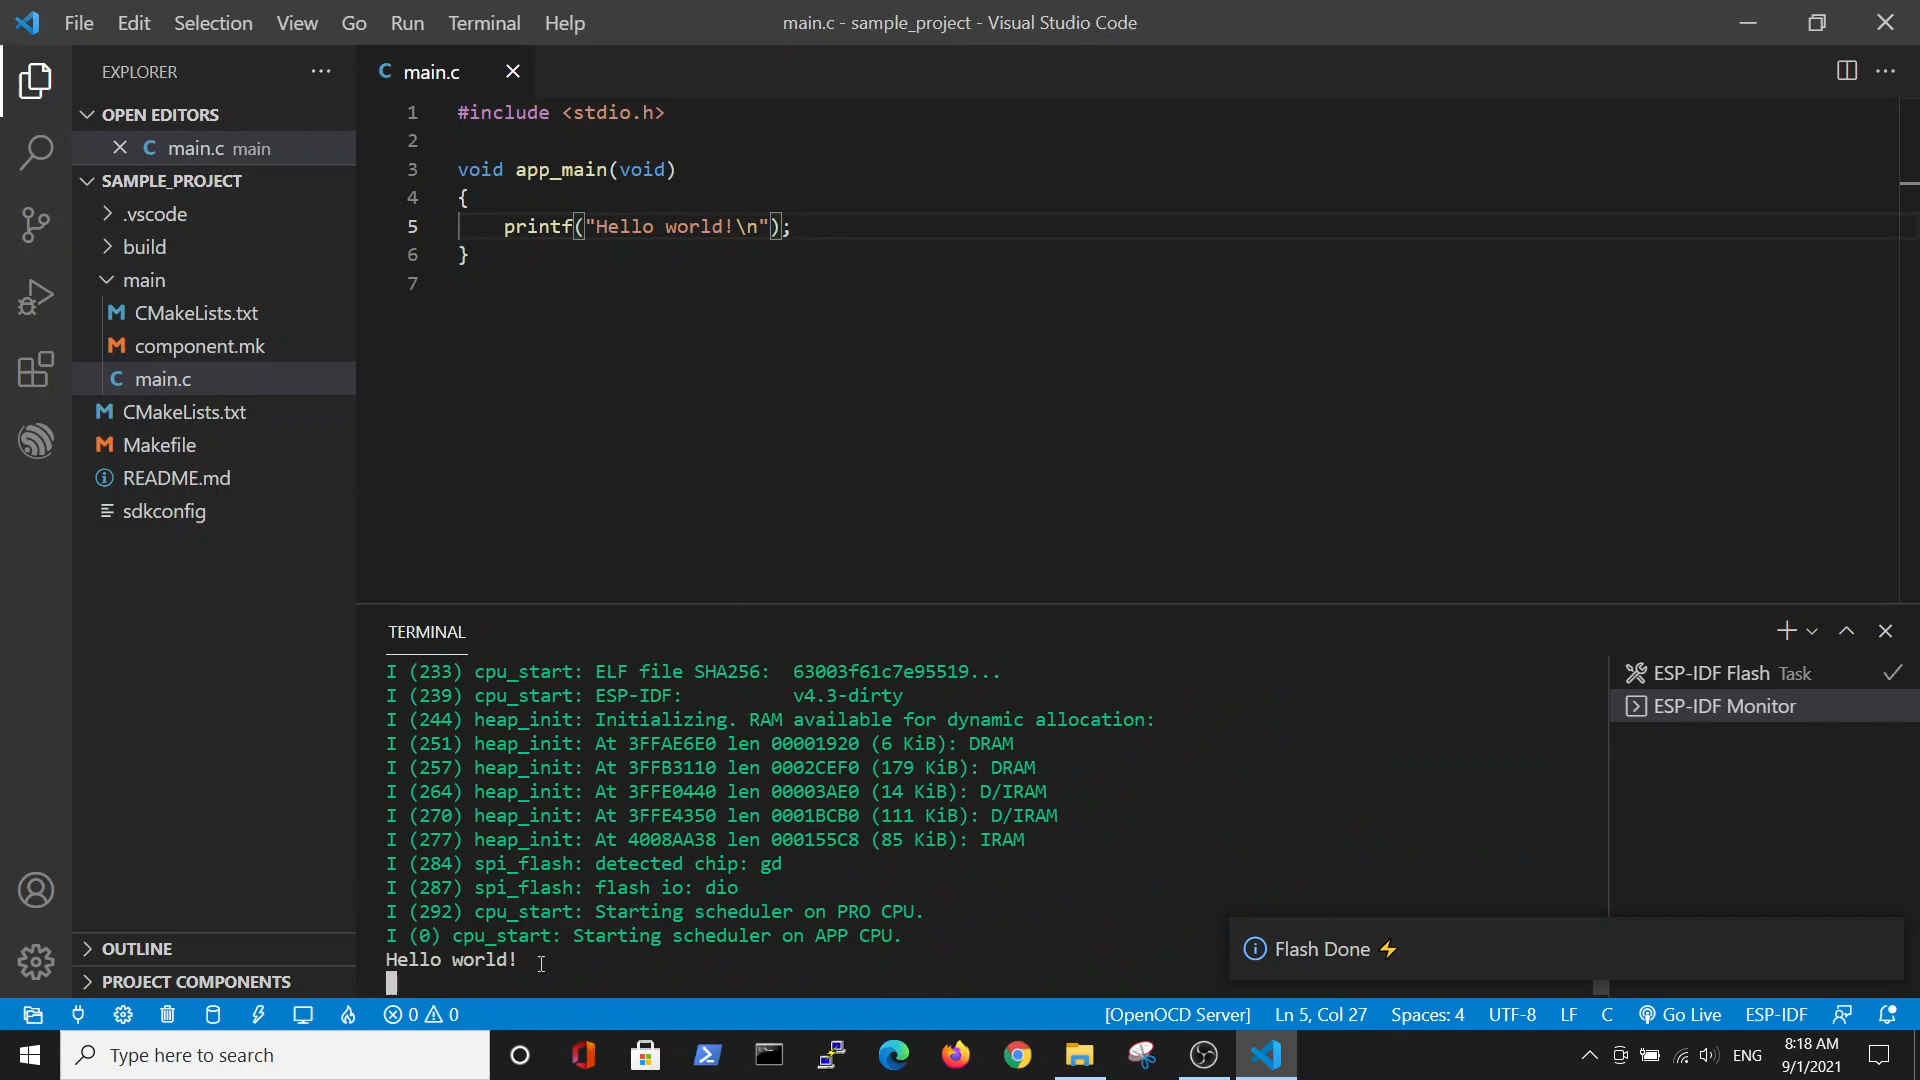 File Edit Selection View Go Run Terminal Help main.c - sample_project - Visual Studio Code
EXPLORER
OPEN EDITORS
main.c main
SAMPLE_PROJECT
.vscode
build
main
CMakeLists.txt
component.mk
main.c
CMakeLists.txt
Makefile
README.md
sdkconfig
OUTLINE
PROJECT COMPONENTS
main.c
1 #include <stdio.h>
2
3 void app_main(void)
4 {
5 printf("Hello world!\n");
6 }
7
TERMINAL
I (233) cpu_start: ELF file SHA256: 63003f61c7e95519...
I (239) cpu_start: ESP-IDF: v4.3-dirty
I (244) heap_init: Initializing. RAM available for dynamic allocation:
I (251) heap_init: At 3FFAE6E0 len 00001920 (6 KiB): DRAM
I (257) heap_init: At 3FFB3110 len 0002CEF0 (179 KiB): DRAM
I (264) heap_init: At 3FFE0440 len 00003AE0 (14 KiB): D/IRAM
I (270) heap_init: At 3FFE4350 len 0001BCB0 (111 KiB): D/IRAM
I (277) heap_init: At 4008AA38 len 000155C8 (85 KiB): IRAM
I (284) spi_flash: detected chip: gd
I (287) spi_flash: flash io: dio
I (292) cpu_start: Starting scheduler on PRO CPU.
I (0) cpu_start: Starting scheduler on APP CPU.
Hello world!
ESP-IDF Flash Task
ESP-IDF Monitor
Flash Done ⚡
0 0 [OpenOCD Server] Ln 5, Col 27 Spaces: 4 UTF-8 LF C Go Live ESP-IDF
Type here to search
ENG
8:18 AM
9/1/2021